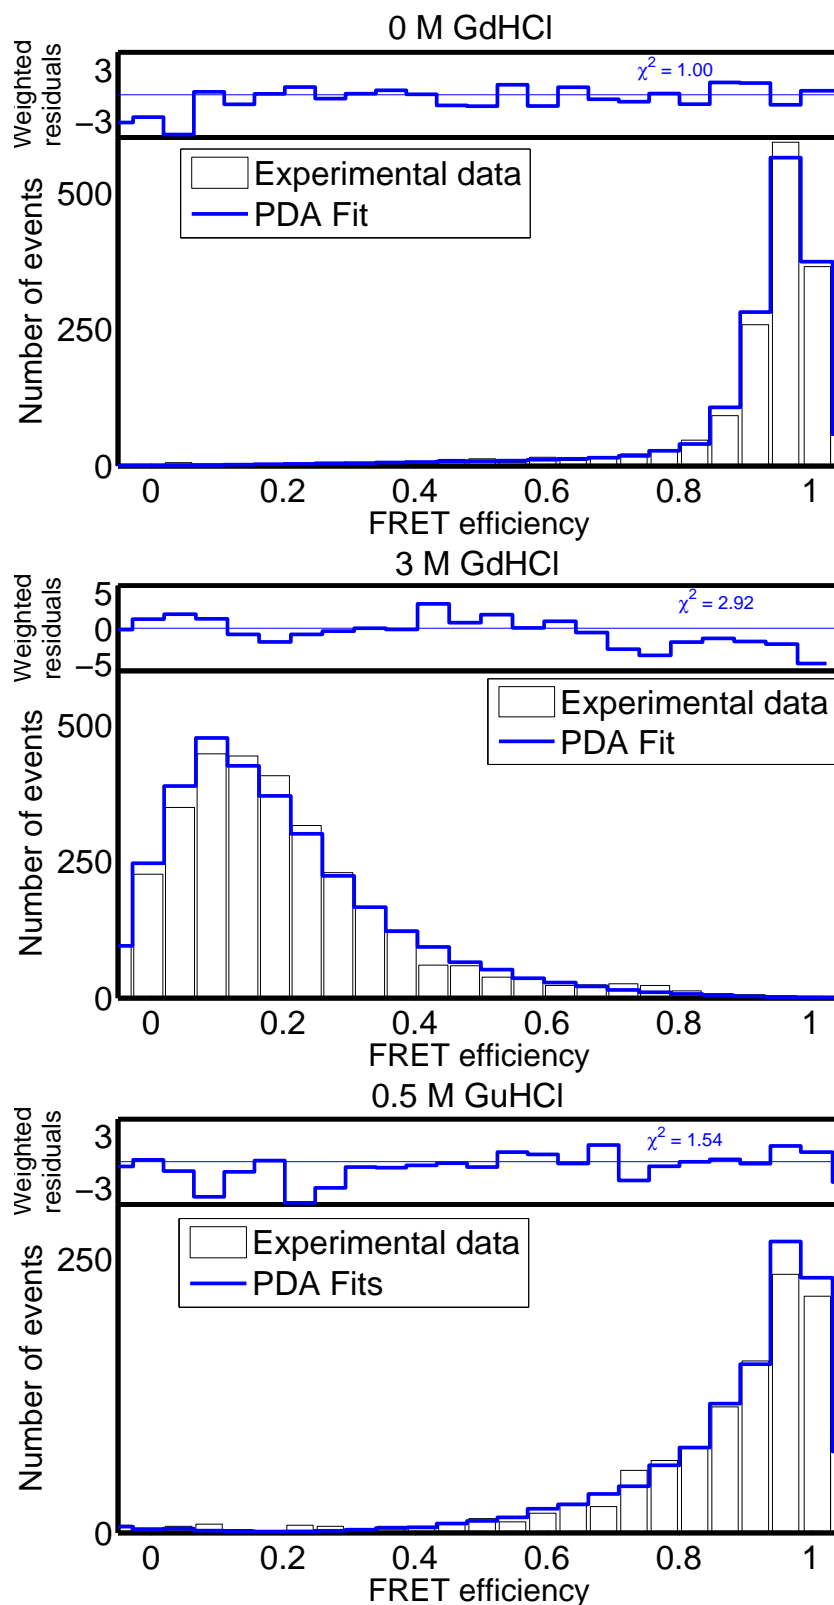 0 M GdHCl
Weighted
residuals
3
−3
χ² = 1.00
Number of events
500
250
0
Experimental data
PDA Fit
0 0.2 0.4 0.6 0.8 1
FRET efficiency
3 M GdHCl
Weighted
residuals
5
0
−5
χ² = 2.92
Number of events
500
250
0
Experimental data
PDA Fit
0 0.2 0.4 0.6 0.8 1
FRET efficiency
0.5 M GuHCl
Weighted
residuals
3
−3
χ² = 1.54
Number of events
250
0
Experimental data
PDA Fits
0 0.2 0.4 0.6 0.8 1
FRET efficiency